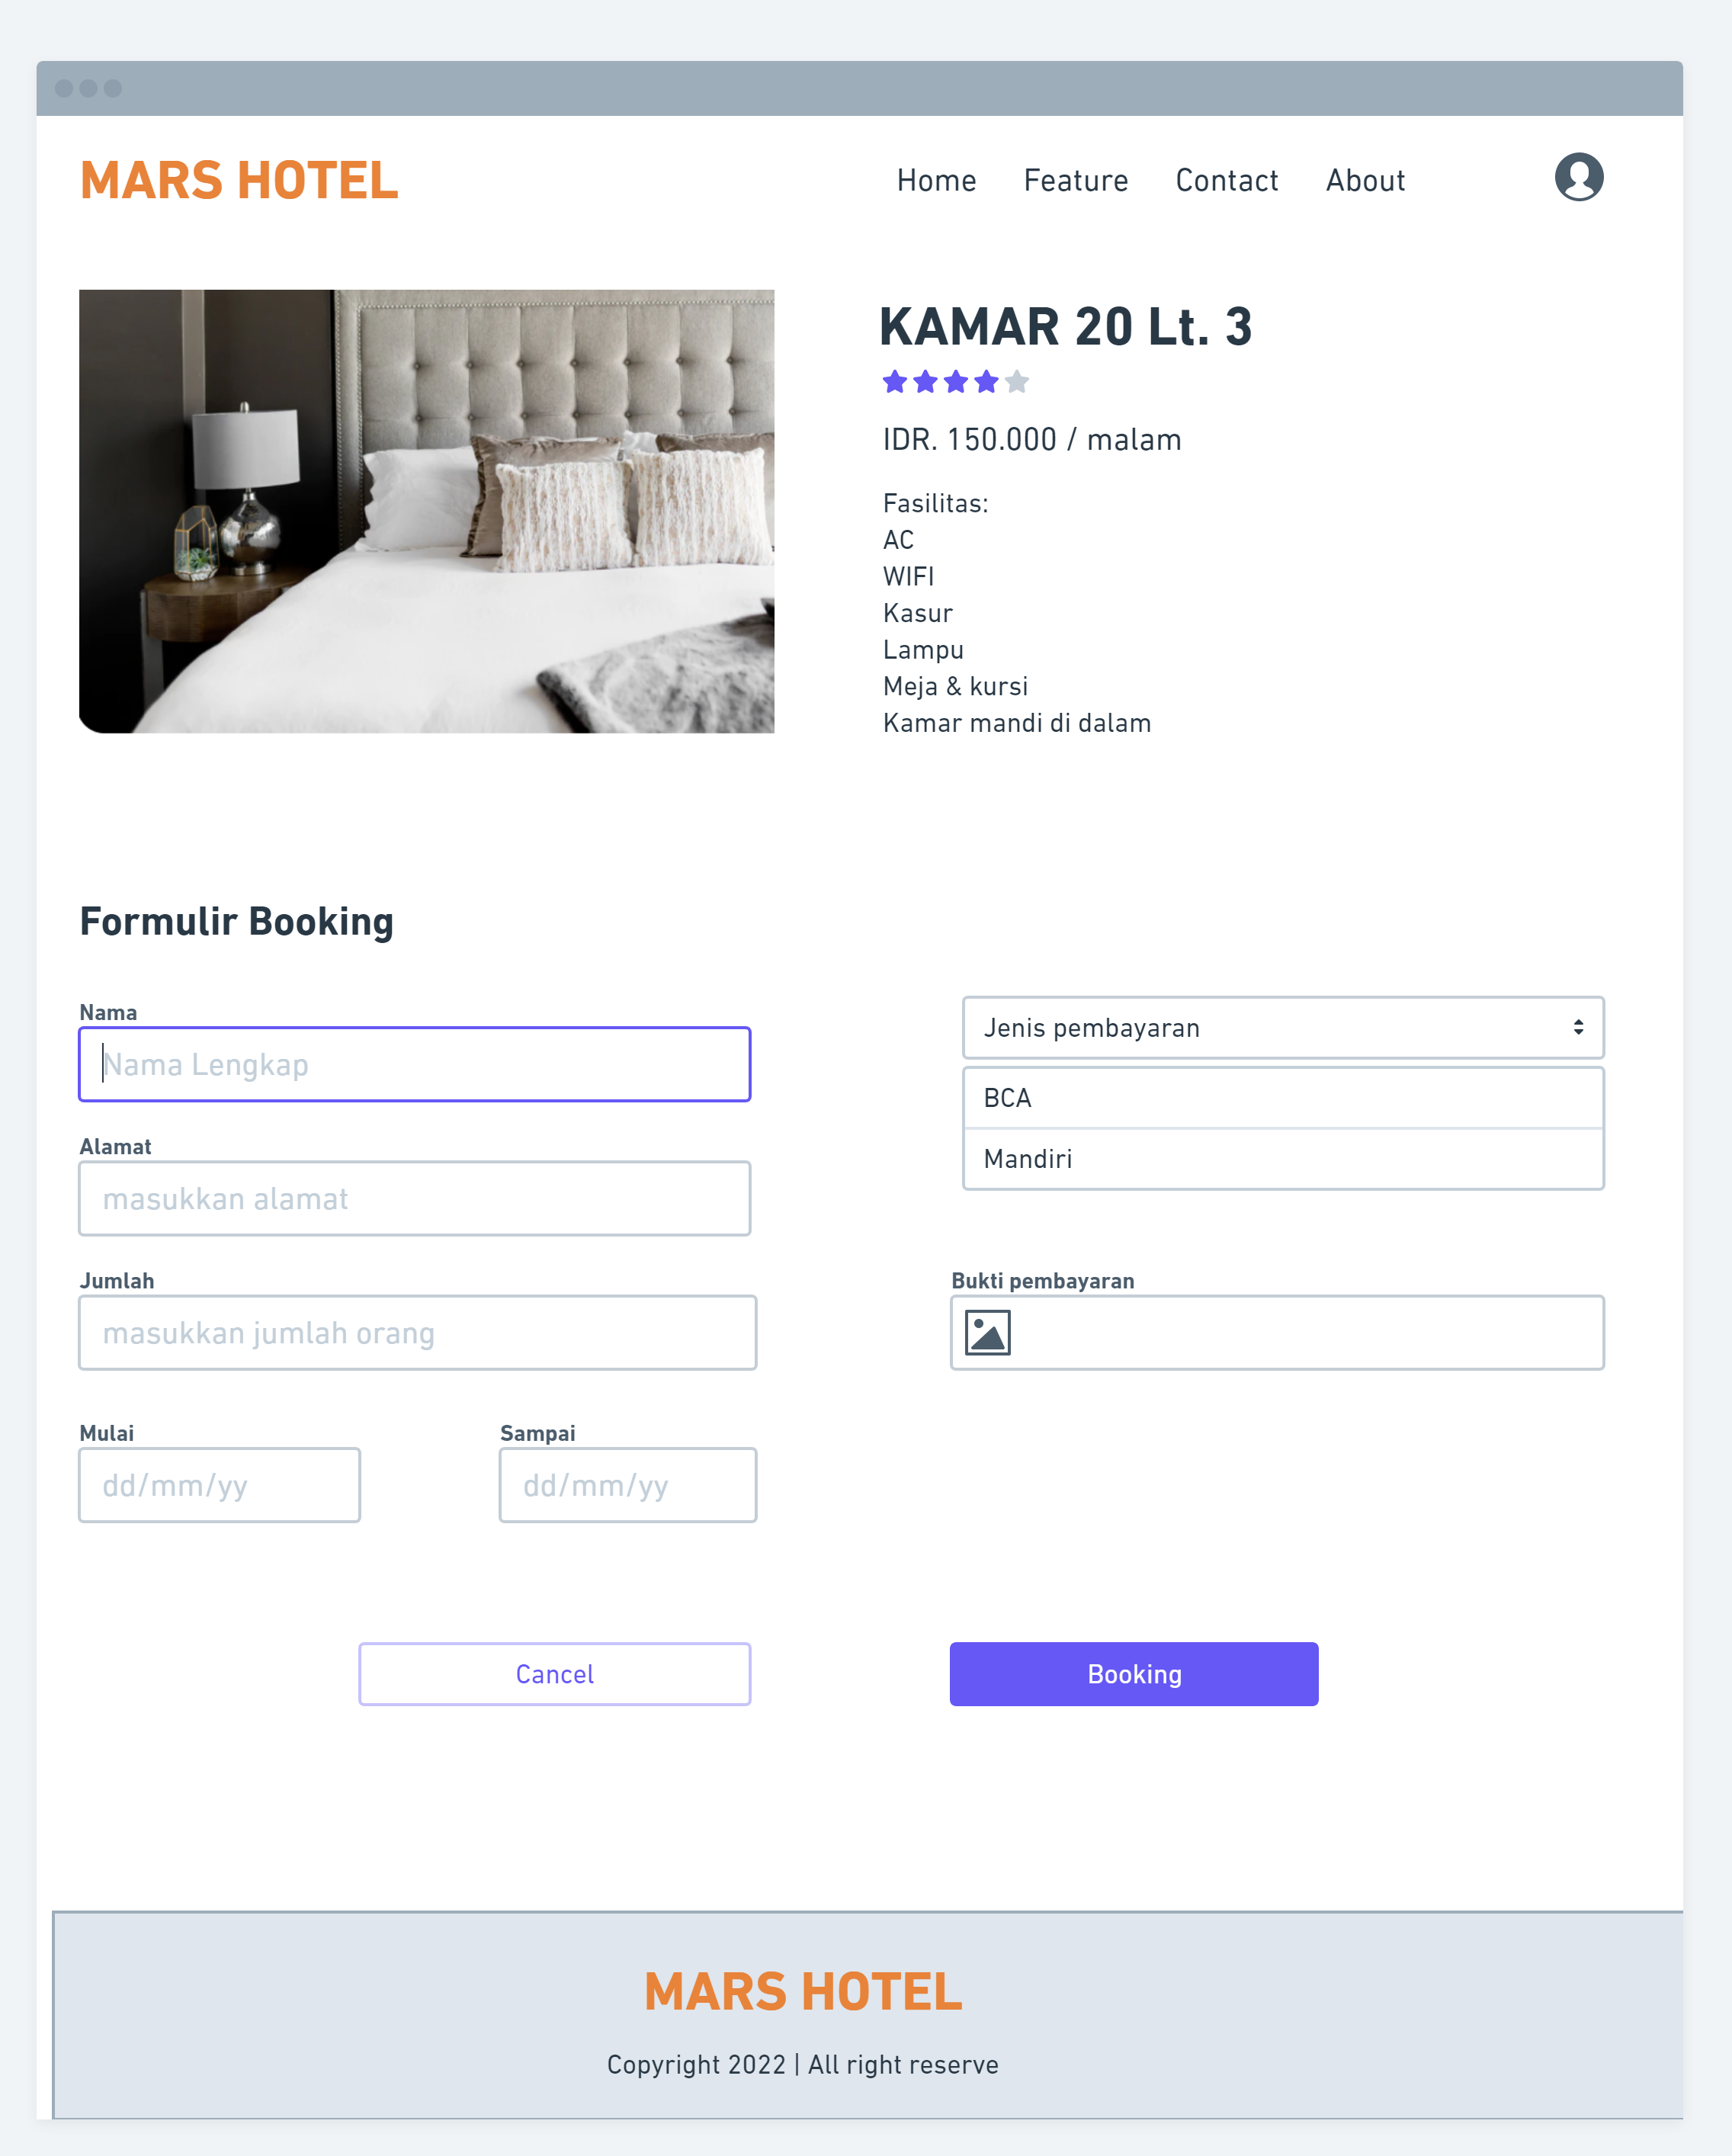 MARS HOTEL
Home Feature Contact About
KAMAR 20 Lt. 3
IDR. 150.000 / malam
Fasilitas:
AC
WIFI
Kasur
Lampu
Meja & kursi
Kamar mandi di dalam
Formulir Booking
Nama
Nama Lengkap
Alamat
masukkan alamat
Jumlah
masukkan jumlah orang
Mulai
dd/mm/yy
Sampai
dd/mm/yy
Jenis pembayaran
BCA
Mandiri
Bukti pembayaran
Cancel
Booking
MARS HOTEL
Copyright 2022 | All right reserve